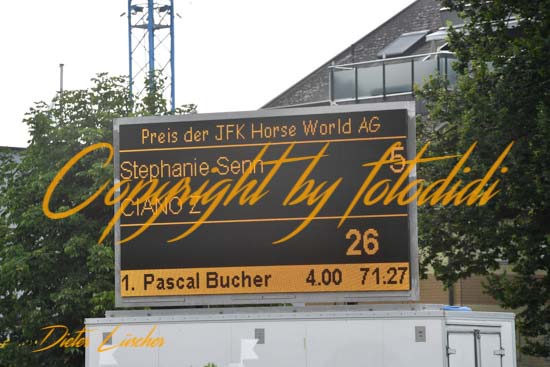 Preis der JFK Horse World AG
Stephanie Senn 5
CIANO Z
Copyright by fotodidi
26
1. Pascal Bucher 4.00 71:27
Dieter Lüscher